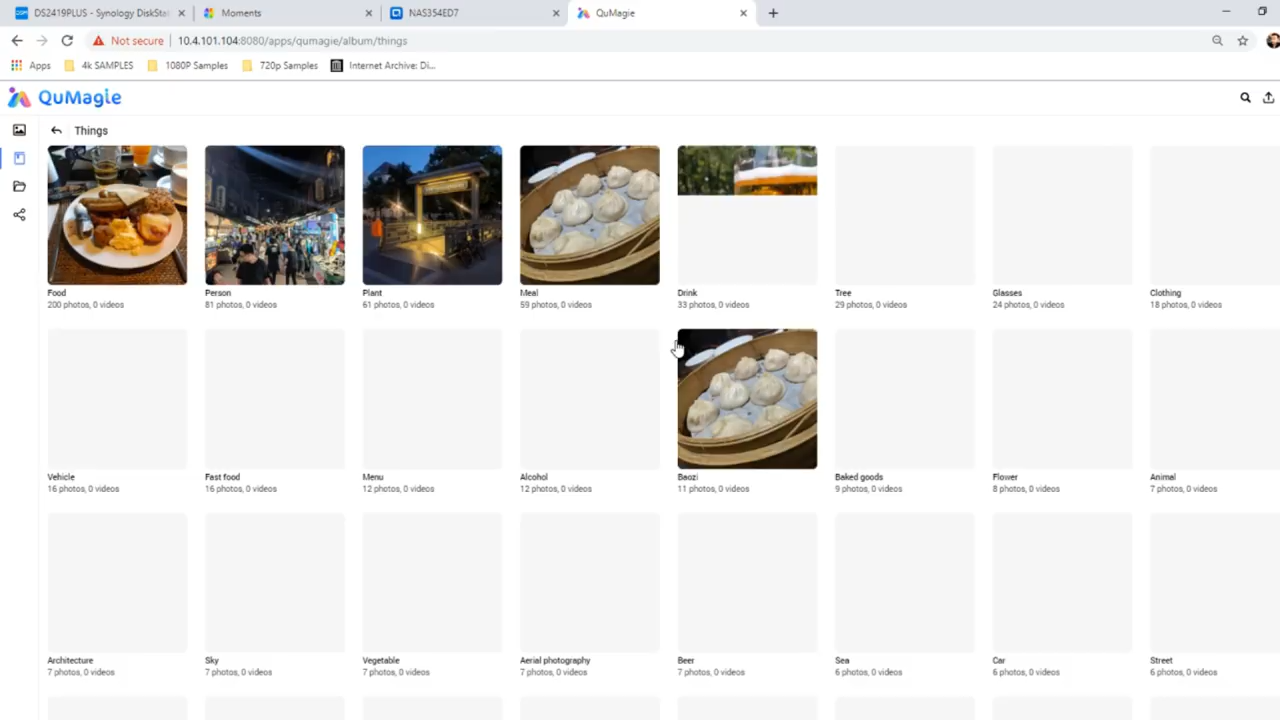 DS2419PLUS - Synology DiskSta
Moments
NAS354ED7
QuMagie
Not secure
10.4.101.104:8080/apps/qumagie/album/things
Apps
4k SAMPLES
1080P Samples
720p Samples
Internet Archive: Di...
QuMagie
Things
Food
200 photos, 0 videos
Person
81 photos, 0 videos
Plant
61 photos, 0 videos
Meal
59 photos, 0 videos
Drink
33 photos, 0 videos
Tree
29 photos, 0 videos
Glasses
24 photos, 0 videos
Clothing
18 photos, 0 videos
Vehicle
16 photos, 0 videos
Fast food
16 photos, 0 videos
Menu
12 photos, 0 videos
Alcohol
12 photos, 0 videos
Baozi
11 photos, 0 videos
Baked goods
9 photos, 0 videos
Flower
8 photos, 0 videos
Animal
7 photos, 0 videos
Architecture
7 photos, 0 videos
Sky
7 photos, 0 videos
Vegetable
7 photos, 0 videos
Aerial photography
7 photos, 0 videos
Beer
7 photos, 0 videos
Sea
6 photos, 0 videos
Car
6 photos, 0 videos
Street
6 photos, 0 videos